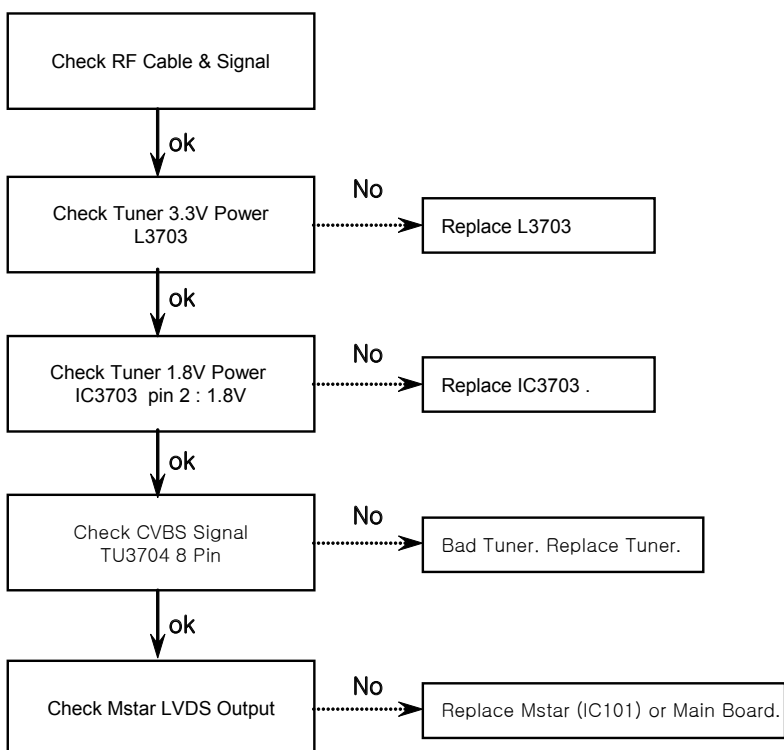 Check RF Cable & Signal
ok
Check Tuner 3.3V Power
L3703
No
Replace L3703
ok
Check Tuner 1.8V Power
IC3703 pin 2 : 1.8V
No
Replace IC3703 .
ok
Check CVBS Signal
TU3704 8 Pin
No
Bad Tuner. Replace Tuner.
ok
Check Mstar LVDS Output
No
Replace Mstar (IC101) or Main Board.